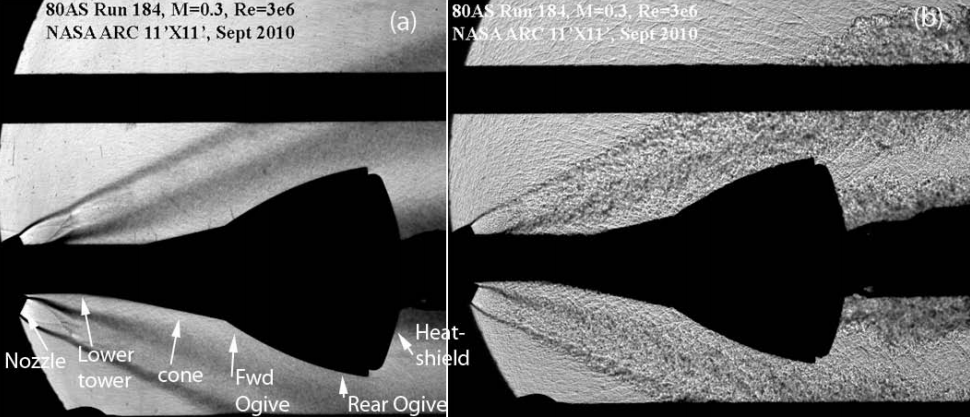 80AS Run 184, M=0.3, Re=3e6
NASA ARC 11'X11', Sept 2010
(a)
Nozzle
Lower
tower
cone
Fwd
Ogive
Rear Ogive
Heat-
shield
80AS Run 184, M=0.3, Re=3e6
NASA ARC 11'X11', Sept 2010
(b)